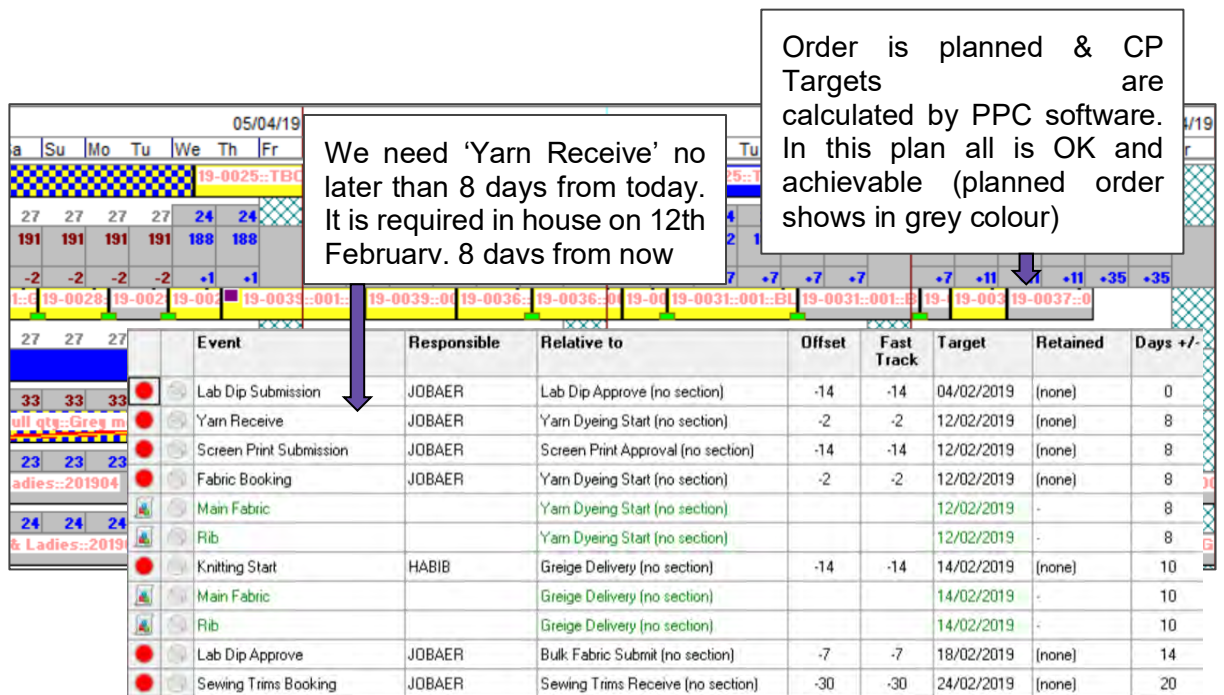 Order is planned & CP
Targets are
calculated by PPC software.
In this plan all is OK and
achievable (planned order
shows in grey colour)
We need 'Yarn Receive' no
later than 8 days from today.
It is required in house on 12th
February. 8 days from now
05/04/19
Su Mo Tu We Th Fr Tu
19-0025::TBC
27 27 27 27 24 24
191 191 191 191 188 188
-2 -2 -2 -2 +1 +1 +7 +7 +7 +7 +11 +11 +35 +35
19-0028: 19-002 19-002 19-0039::001: 19-0039::00 19-0036: 19-0036: 19-00 19-0031::001::BL 19-0031::001::B 19- 19-003 19-0037::0
27 27 27
33 33 33
23 23 23
adies::201904
24 24 24
& Ladies::2019
Event Responsible Relative to Offset Fast Track Target Retained Days +/-
Lab Dip Submission JOBAER Lab Dip Approve (no section) -14 -14 04/02/2019 (none) 0
Yarn Receive JOBAER Yarn Dyeing Start (no section) -2 -2 12/02/2019 (none) 8
Screen Print Submission JOBAER Screen Print Approval (no section) -14 -14 12/02/2019 (none) 8
Fabric Booking JOBAER Yarn Dyeing Start (no section) -2 -2 12/02/2019 (none) 8
Main Fabric Yarn Dyeing Start (no section) 12/02/2019 - 8
Rib Yarn Dyeing Start (no section) 12/02/2019 - 8
Knitting Start HABIB Greige Delivery (no section) -14 -14 14/02/2019 (none) 10
Main Fabric Greige Delivery (no section) 14/02/2019 - 10
Rib Greige Delivery (no section) 14/02/2019 - 10
Lab Dip Approve JOBAER Bulk Fabric Submit (no section) -7 -7 18/02/2019 (none) 14
Sewing Trims Booking JOBAER Sewing Trims Receive (no section) -30 -30 24/02/2019 (none) 20